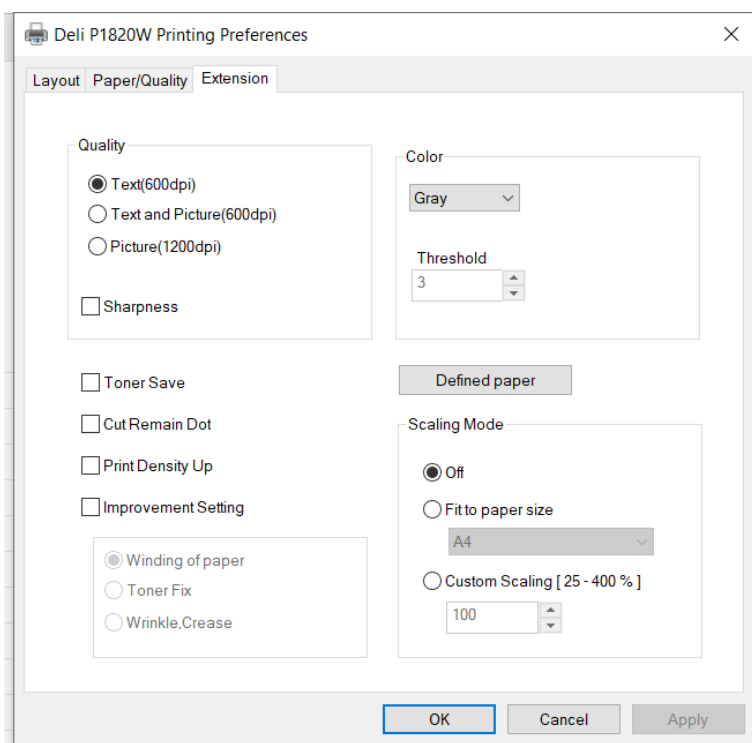 Deli P1820W Printing Preferences
Layout Paper/Quality Extension
Quality
Text(600dpi)
Text and Picture(600dpi)
Picture(1200dpi)
Sharpness
Color
Gray
Threshold
3
Toner Save
Cut Remain Dot
Print Density Up
Improvement Setting
Winding of paper
Toner Fix
Wrinkle,Crease
Defined paper
Scaling Mode
Off
Fit to paper size
A4
Custom Scaling [ 25 - 400 % ]
100
OK Cancel Apply